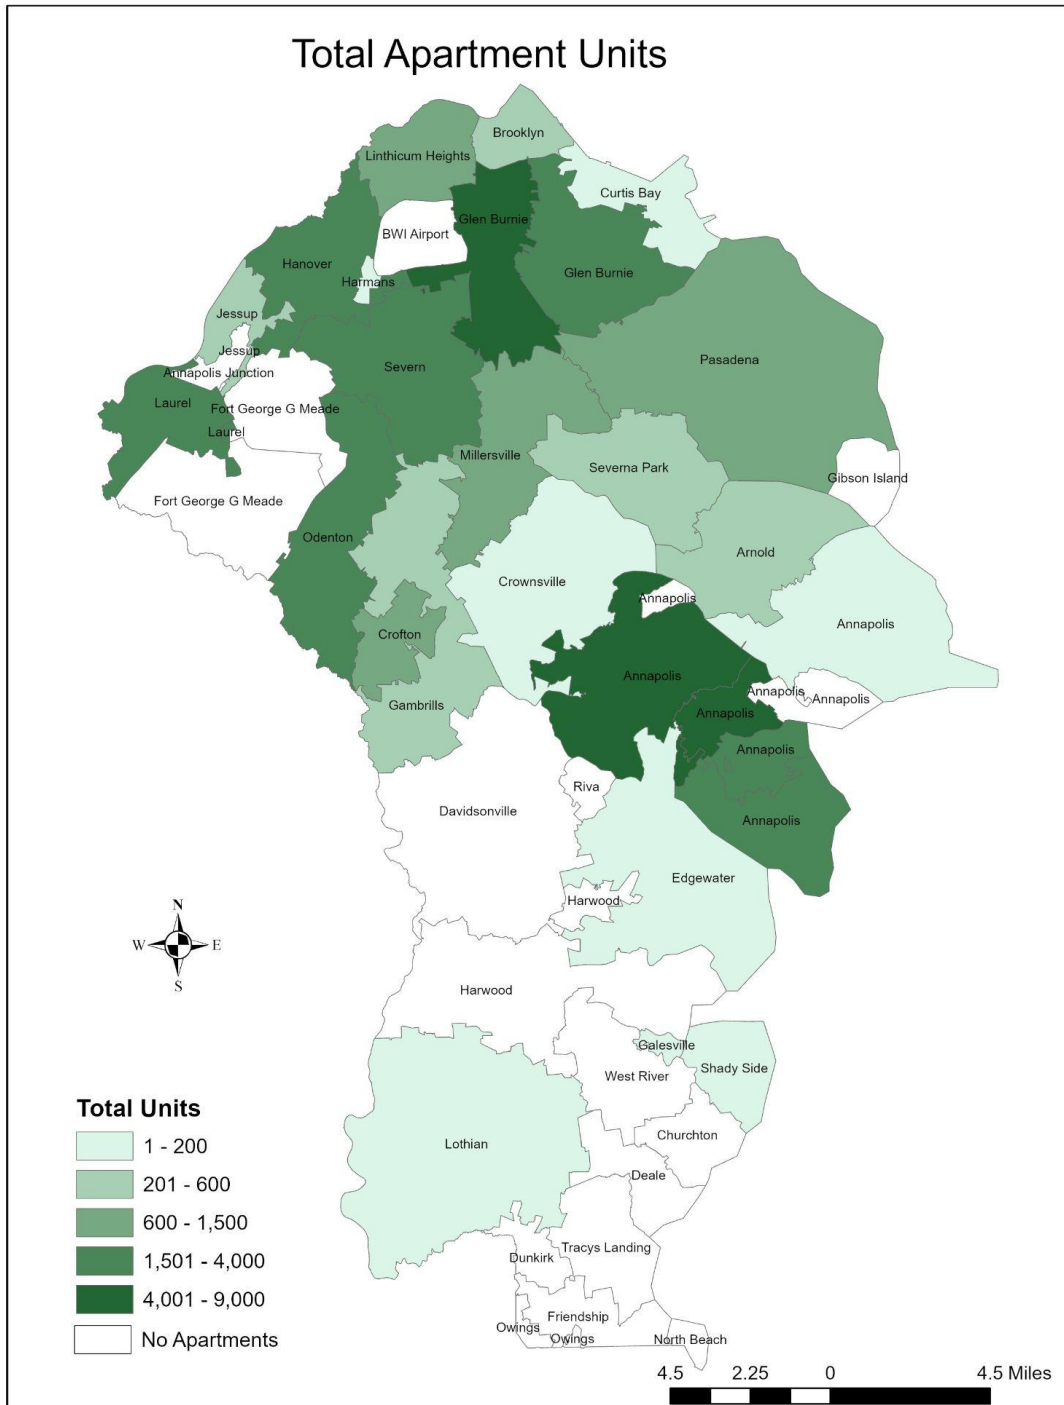 Total Apartment Units
Brooklyn
Linthicum Heights
Curtis Bay
Glen Burnie
BWI Airport
Hanover
Glen Burnie
Harmans
Jessup
Jessup
Pasadena
Severn
Annapolis Junction
Laurel
Fort George G Meade
Laurel
Millersville
Severna Park
Gibson Island
Fort George G Meade
Odenton
Arnold
Crownsville
Annapolis
Annapolis
Crofton
Annapolis
Annapolis
Annapolis
Gambrills
Annapolis
Annapolis
Riva
Davidsonville
Annapolis
Edgewater
Harwood
N
W E
S
Harwood
Galesville
Shady Side
West River
Total Units
1 - 200
201 - 600
600 - 1,500
1,501 - 4,000
4,001 - 9,000
No Apartments
Churchton
Lothian
Deale
Tracys Landing
Dunkirk
Friendship
Owings
Owings
North Beach
4.5 2.25 0 4.5 Miles